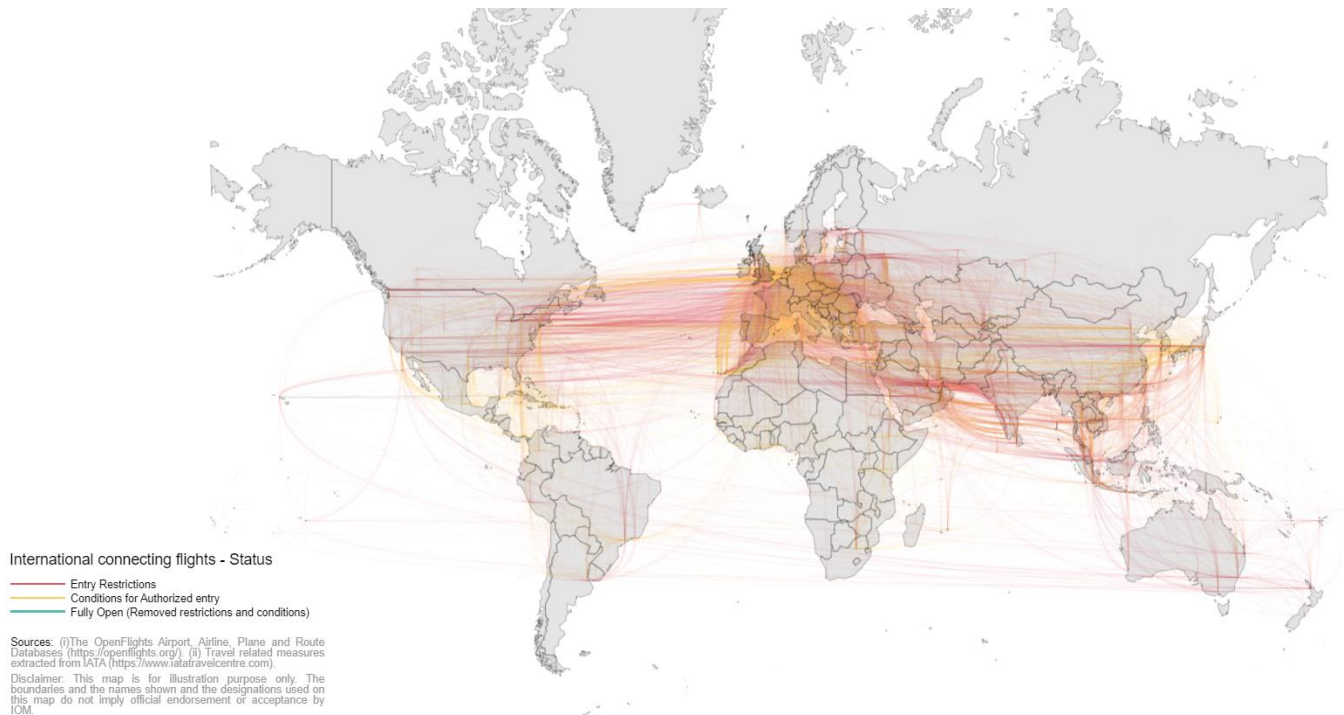 International connecting flights - Status
Entry Restrictions
Conditions for Authorized entry
Fully Open (Removed restrictions and conditions)
Sources: (i)The OpenFlights Airport, Airline, Plane and Route
Databases (https://openflights.org/). (ii) Travel related measures
extracted from IATA (https://www.iatatravelcentre.com).
Disclaimer: This map is for illustration purpose only. The
boundaries and the names shown and the designations used on
this map do not imply official endorsement or acceptance by
IOM.